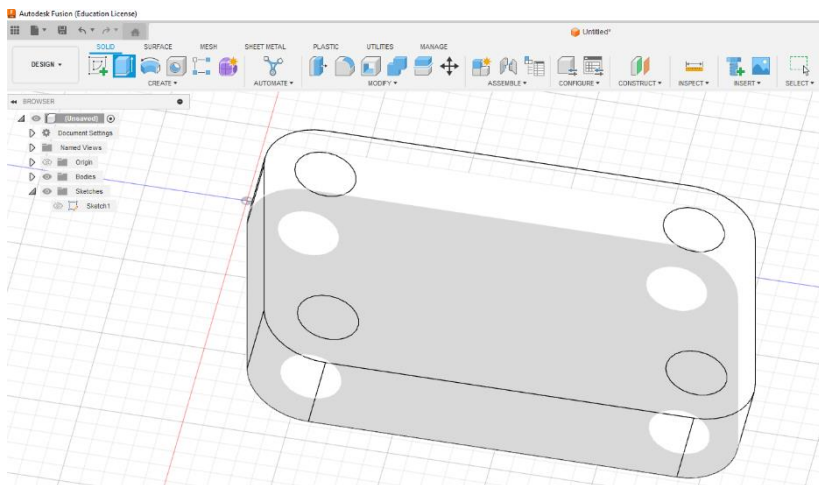 Autodesk Fusion (Education License)
Untitled*
SOLID SURFACE MESH SHEET METAL PLASTIC UTILITIES MANAGE
DESIGN
CREATE AUTOMATE MODIFY ASSEMBLE CONFIGURE CONSTRUCT INSPECT INSERT SELECT
BROWSER
(Unsaved)
Document Settings
Named Views
Origin
Bodies
Sketches
Sketch1